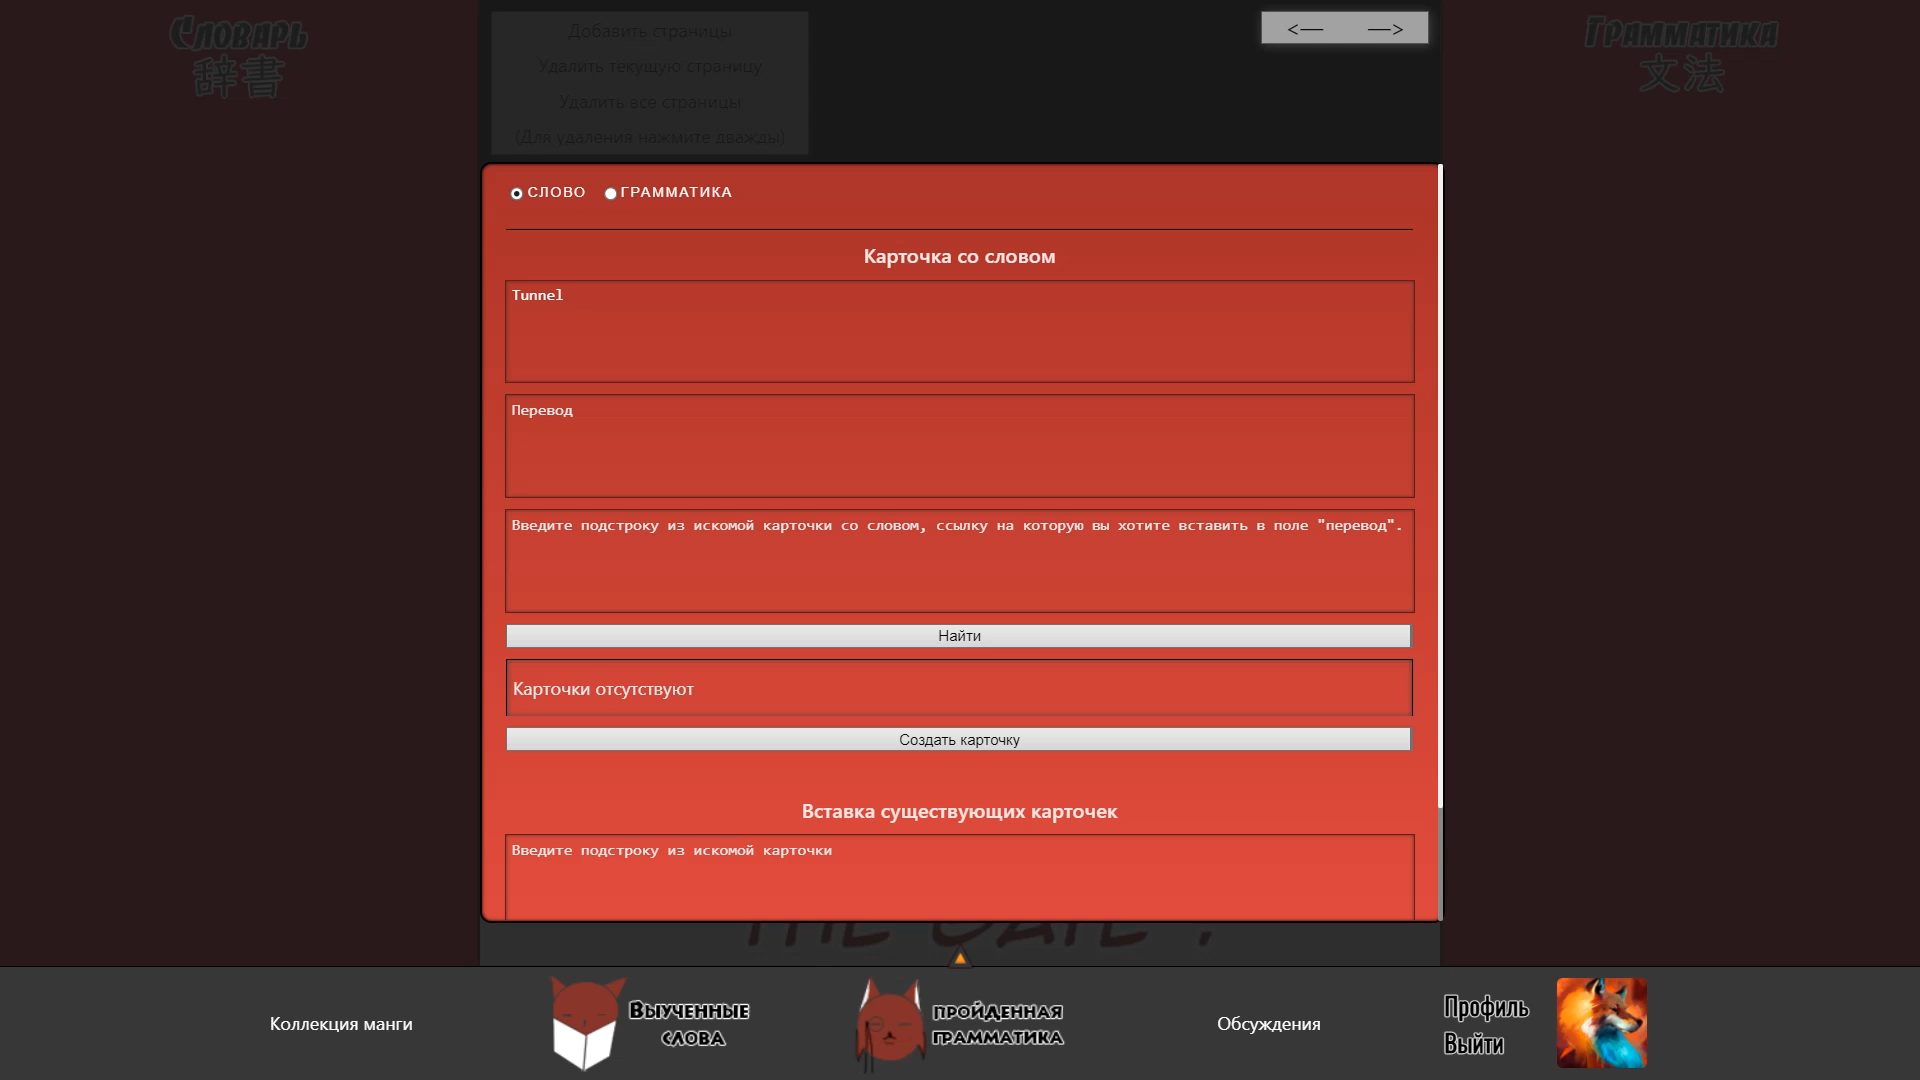 Словарь
辞書
Добавить страницы
Удалить текущую страницу
Удалить все страницы
(Для удаления нажмите дважды)
<— —>
Грамматика
文法
СЛОВО ГРАММАТИКА
Карточка со словом
Tunnel
Перевод
Введите подстроку из искомой карточки со словом, ссылку на которую вы хотите вставить в поле "перевод".
Найти
Карточки отсутствуют
Создать карточку
Вставка существующих карточек
Введите подстроку из искомой карточки
THE GATE".
Коллекция манги
Выученные
слова
пройденная
грамматика
Обсуждения
Профиль
Выйти